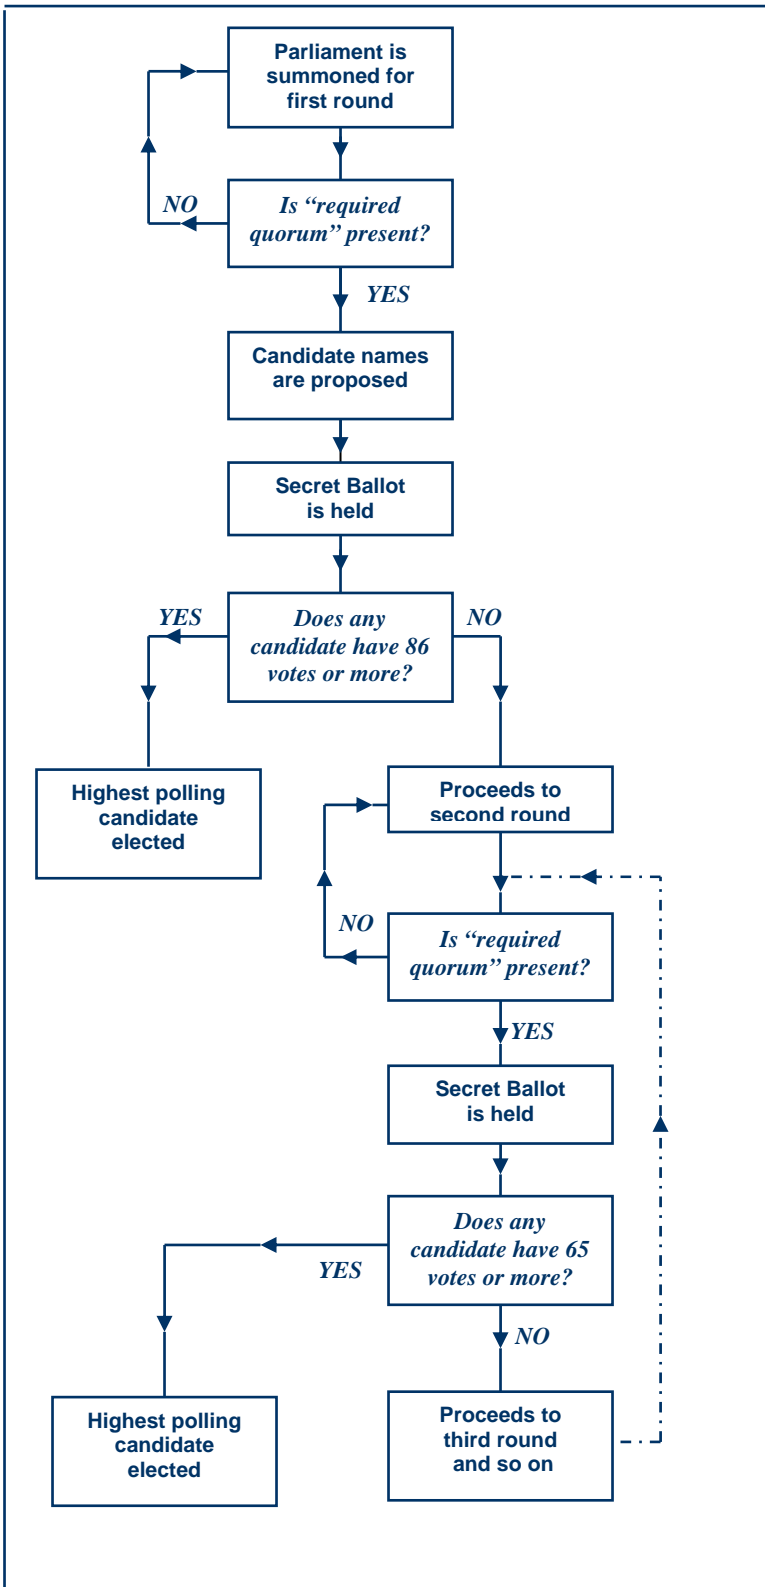 Parliament is
summoned for
first round
NO
Is “required
quorum” present?
YES
Candidate names
are proposed
Secret Ballot
is held
YES
Does any
candidate have 86
votes or more?
NO
Highest polling
candidate
elected
Proceeds to
second round
NO
Is “required
quorum” present?
YES
Secret Ballot
is held
Does any
candidate have 65
votes or more?
YES
NO
Highest polling
candidate
elected
Proceeds to
third round
and so on